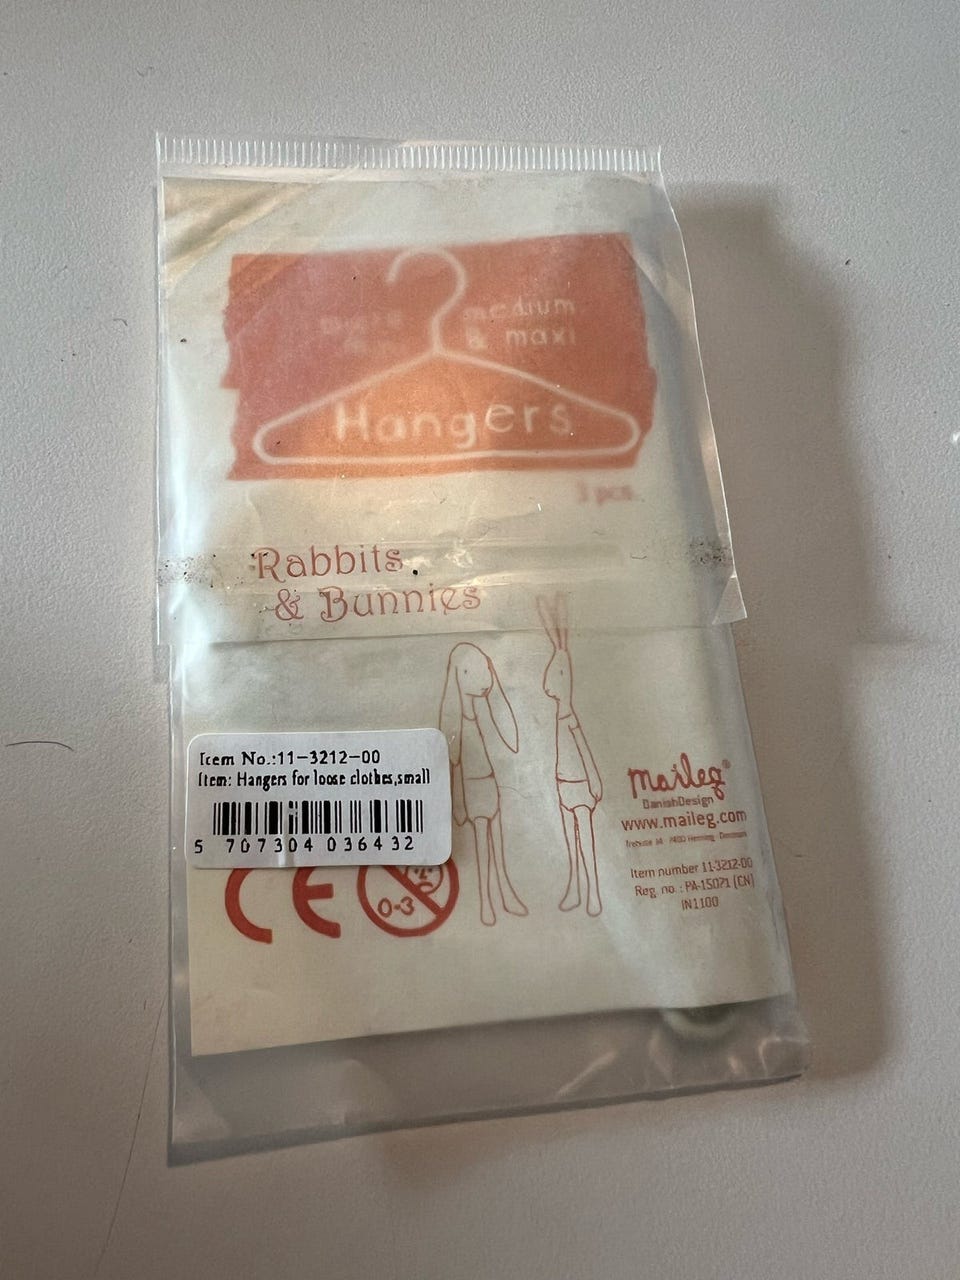 medium
& maxi
Hangers
3 pcs
Rabbits
& Bunnies
Item No.:11-3212-00
Item: Hangers for loose clothes,small
5 707304 036432
CE
0-3
Maileg®
DanishDesign
www.maileg.com
Item number 11-3212-00
Reg. no.: PA-15071 (CN)
IN1100